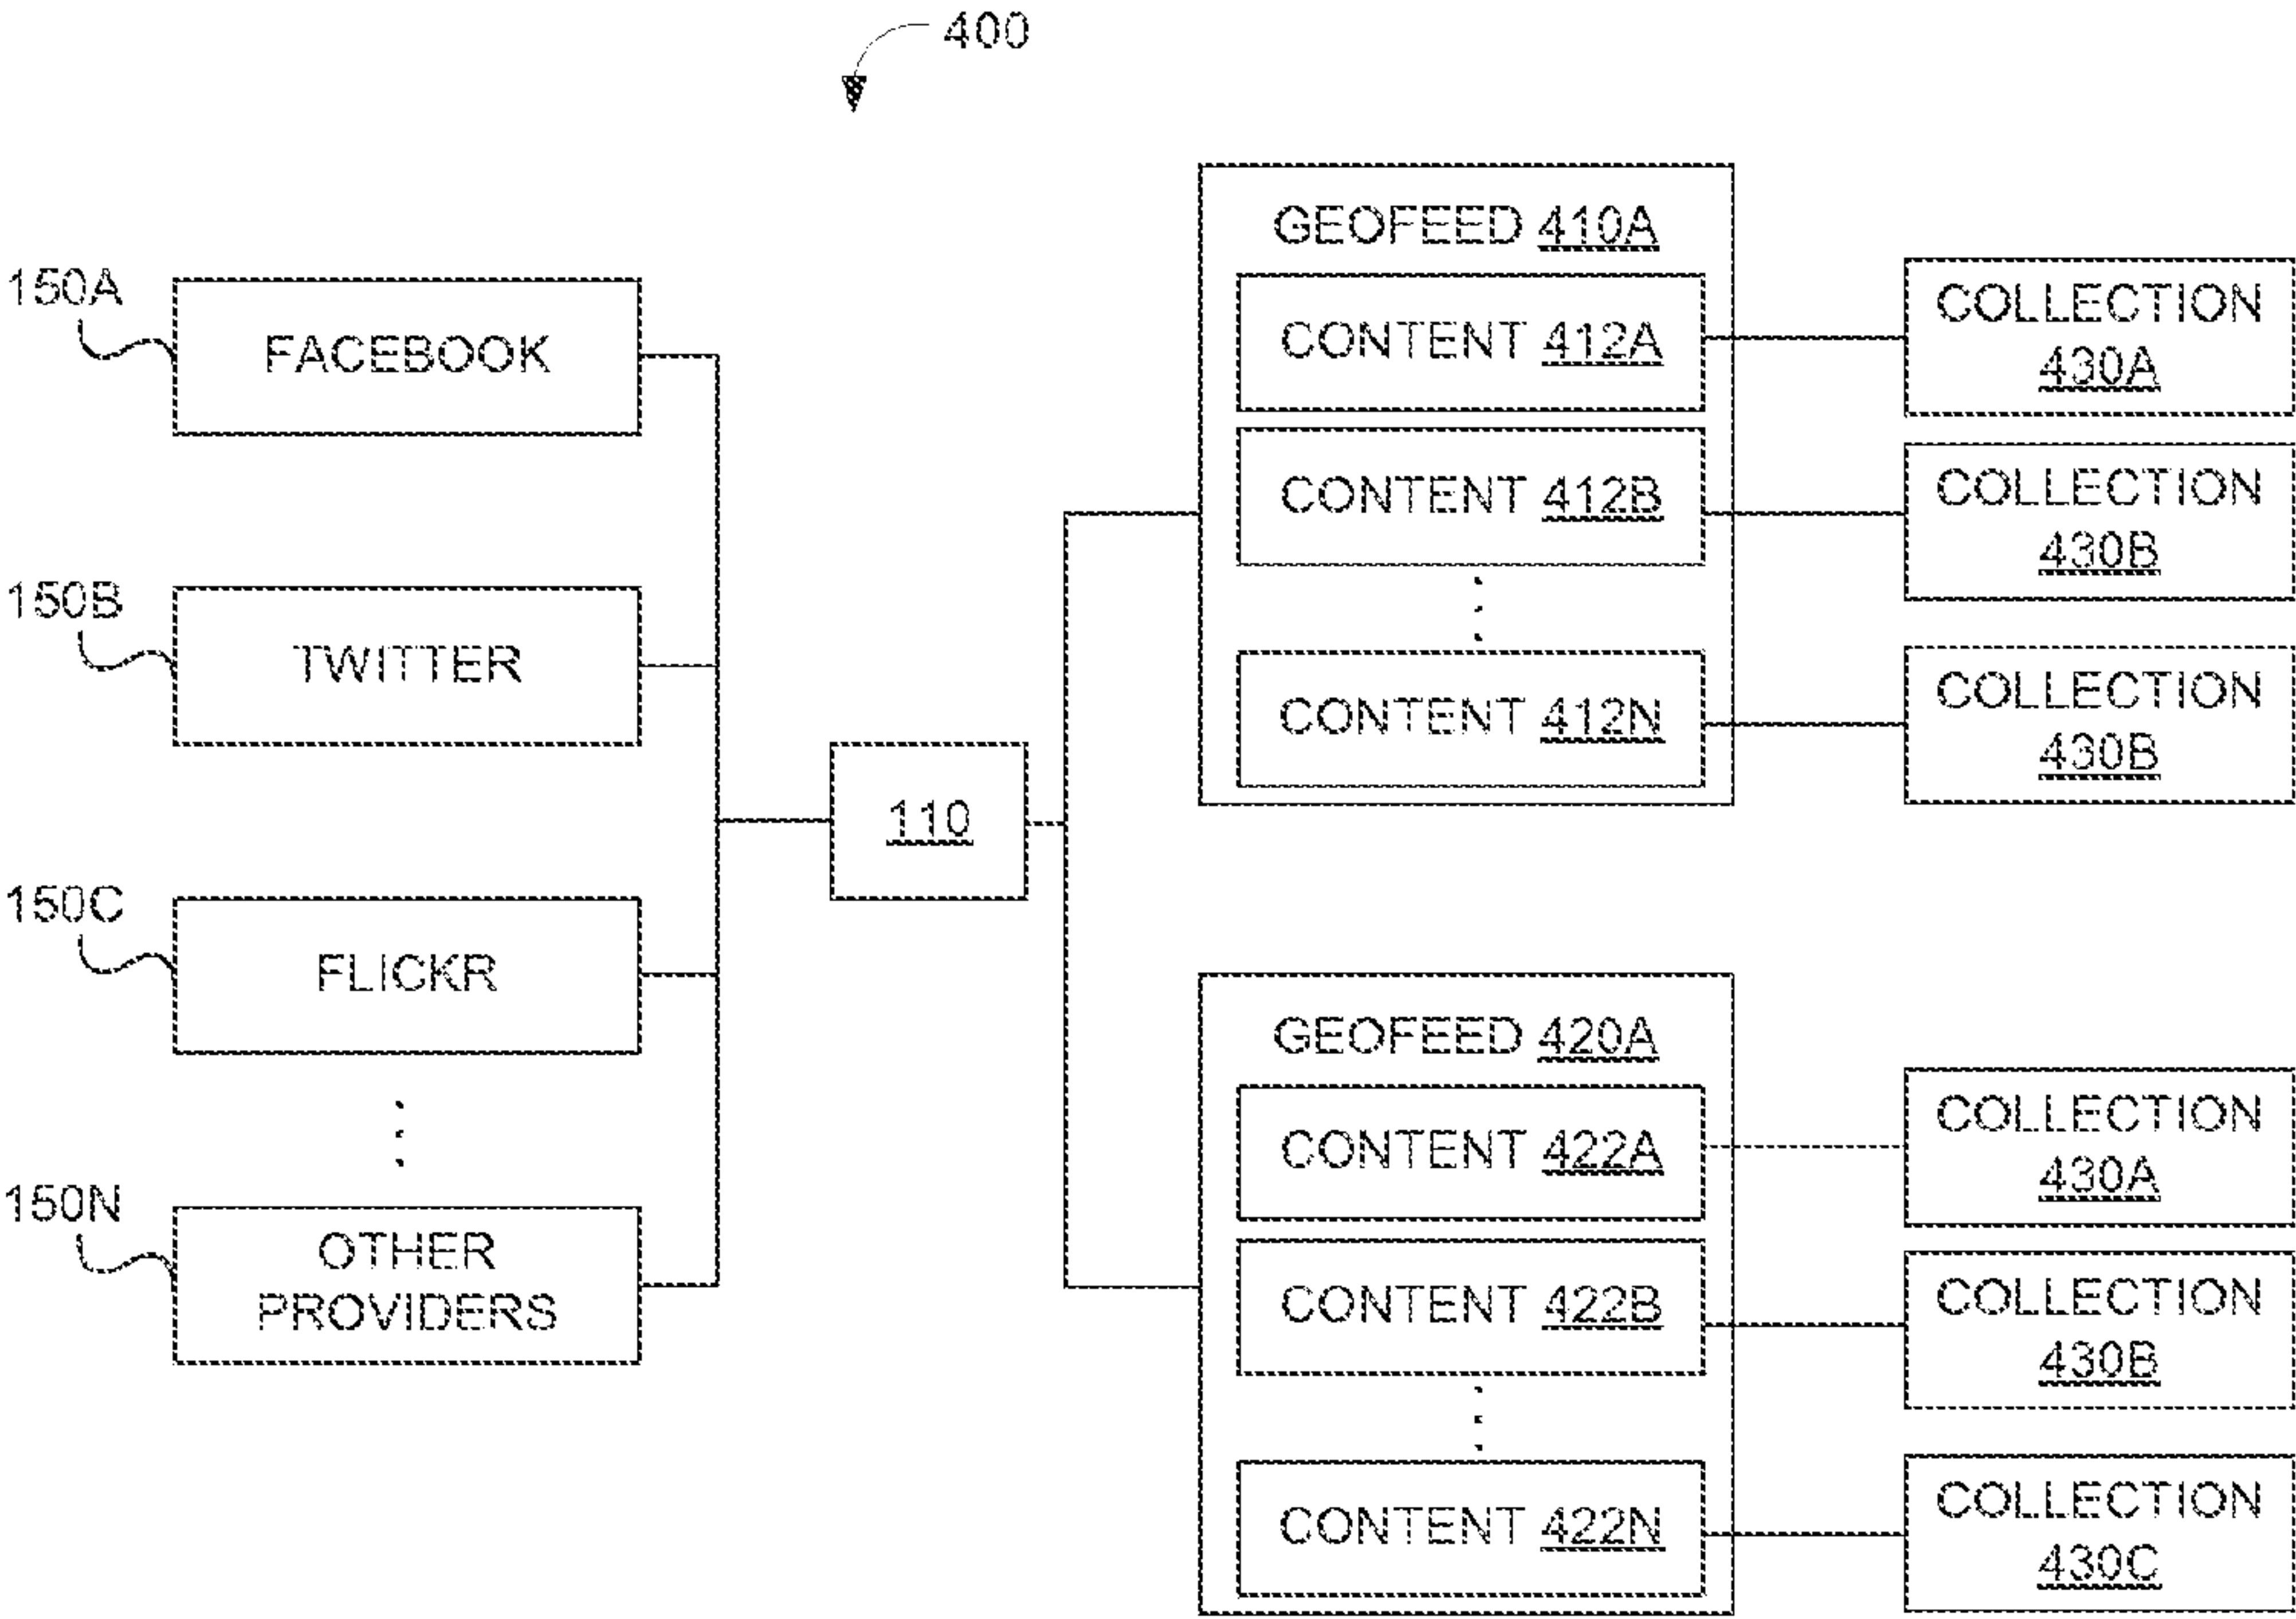 400
150A
FACEBOOK
150B
TWITTER
150C
FLICKR
150N
OTHER
PROVIDERS
110
GEOFEED 410A
CONTENT 412A
CONTENT 412B
CONTENT 412N
COLLECTION
430A
COLLECTION
430B
COLLECTION
430B
GEOFEED 420A
CONTENT 422A
CONTENT 422B
CONTENT 422N
COLLECTION
430A
COLLECTION
430B
COLLECTION
430C